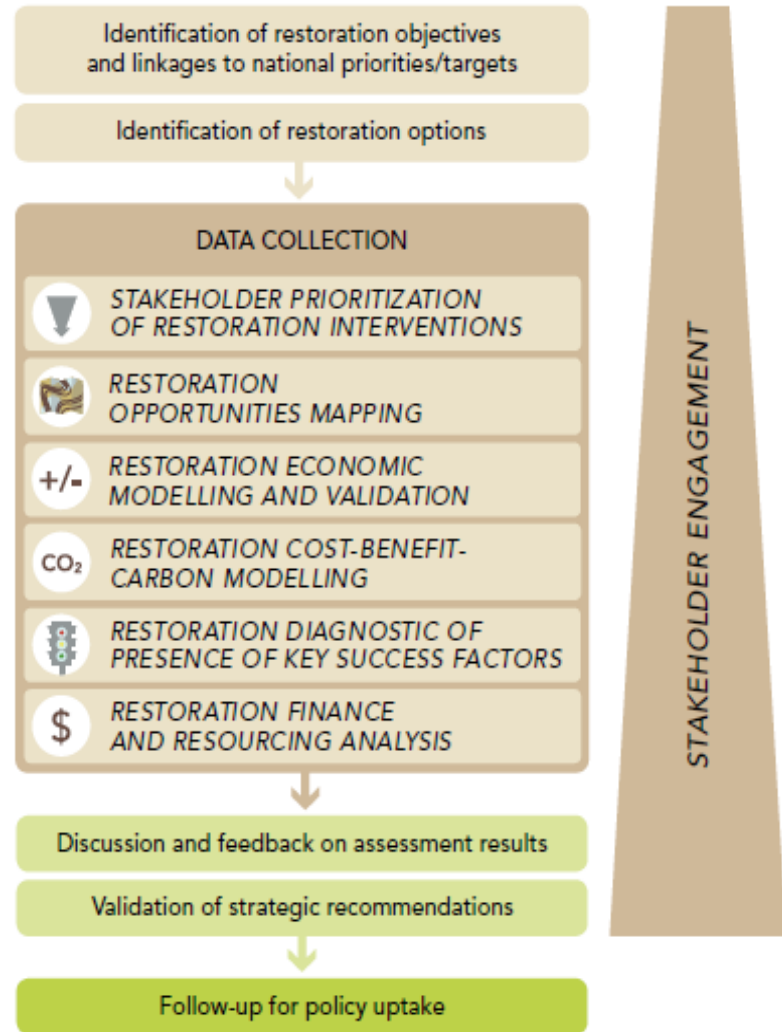 Identification of restoration objectives
and linkages to national priorities/targets
Identification of restoration options
DATA COLLECTION
STAKEHOLDER PRIORITIZATION
OF RESTORATION INTERVENTIONS
RESTORATION
OPPORTUNITIES MAPPING
+/-
RESTORATION ECONOMIC
MODELLING AND VALIDATION
CO₂
RESTORATION COST-BENEFIT-
CARBON MODELLING
RESTORATION DIAGNOSTIC OF
PRESENCE OF KEY SUCCESS FACTORS
$
RESTORATION FINANCE
AND RESOURCING ANALYSIS
Discussion and feedback on assessment results
Validation of strategic recommendations
Follow-up for policy uptake
STAKEHOLDER ENGAGEMENT